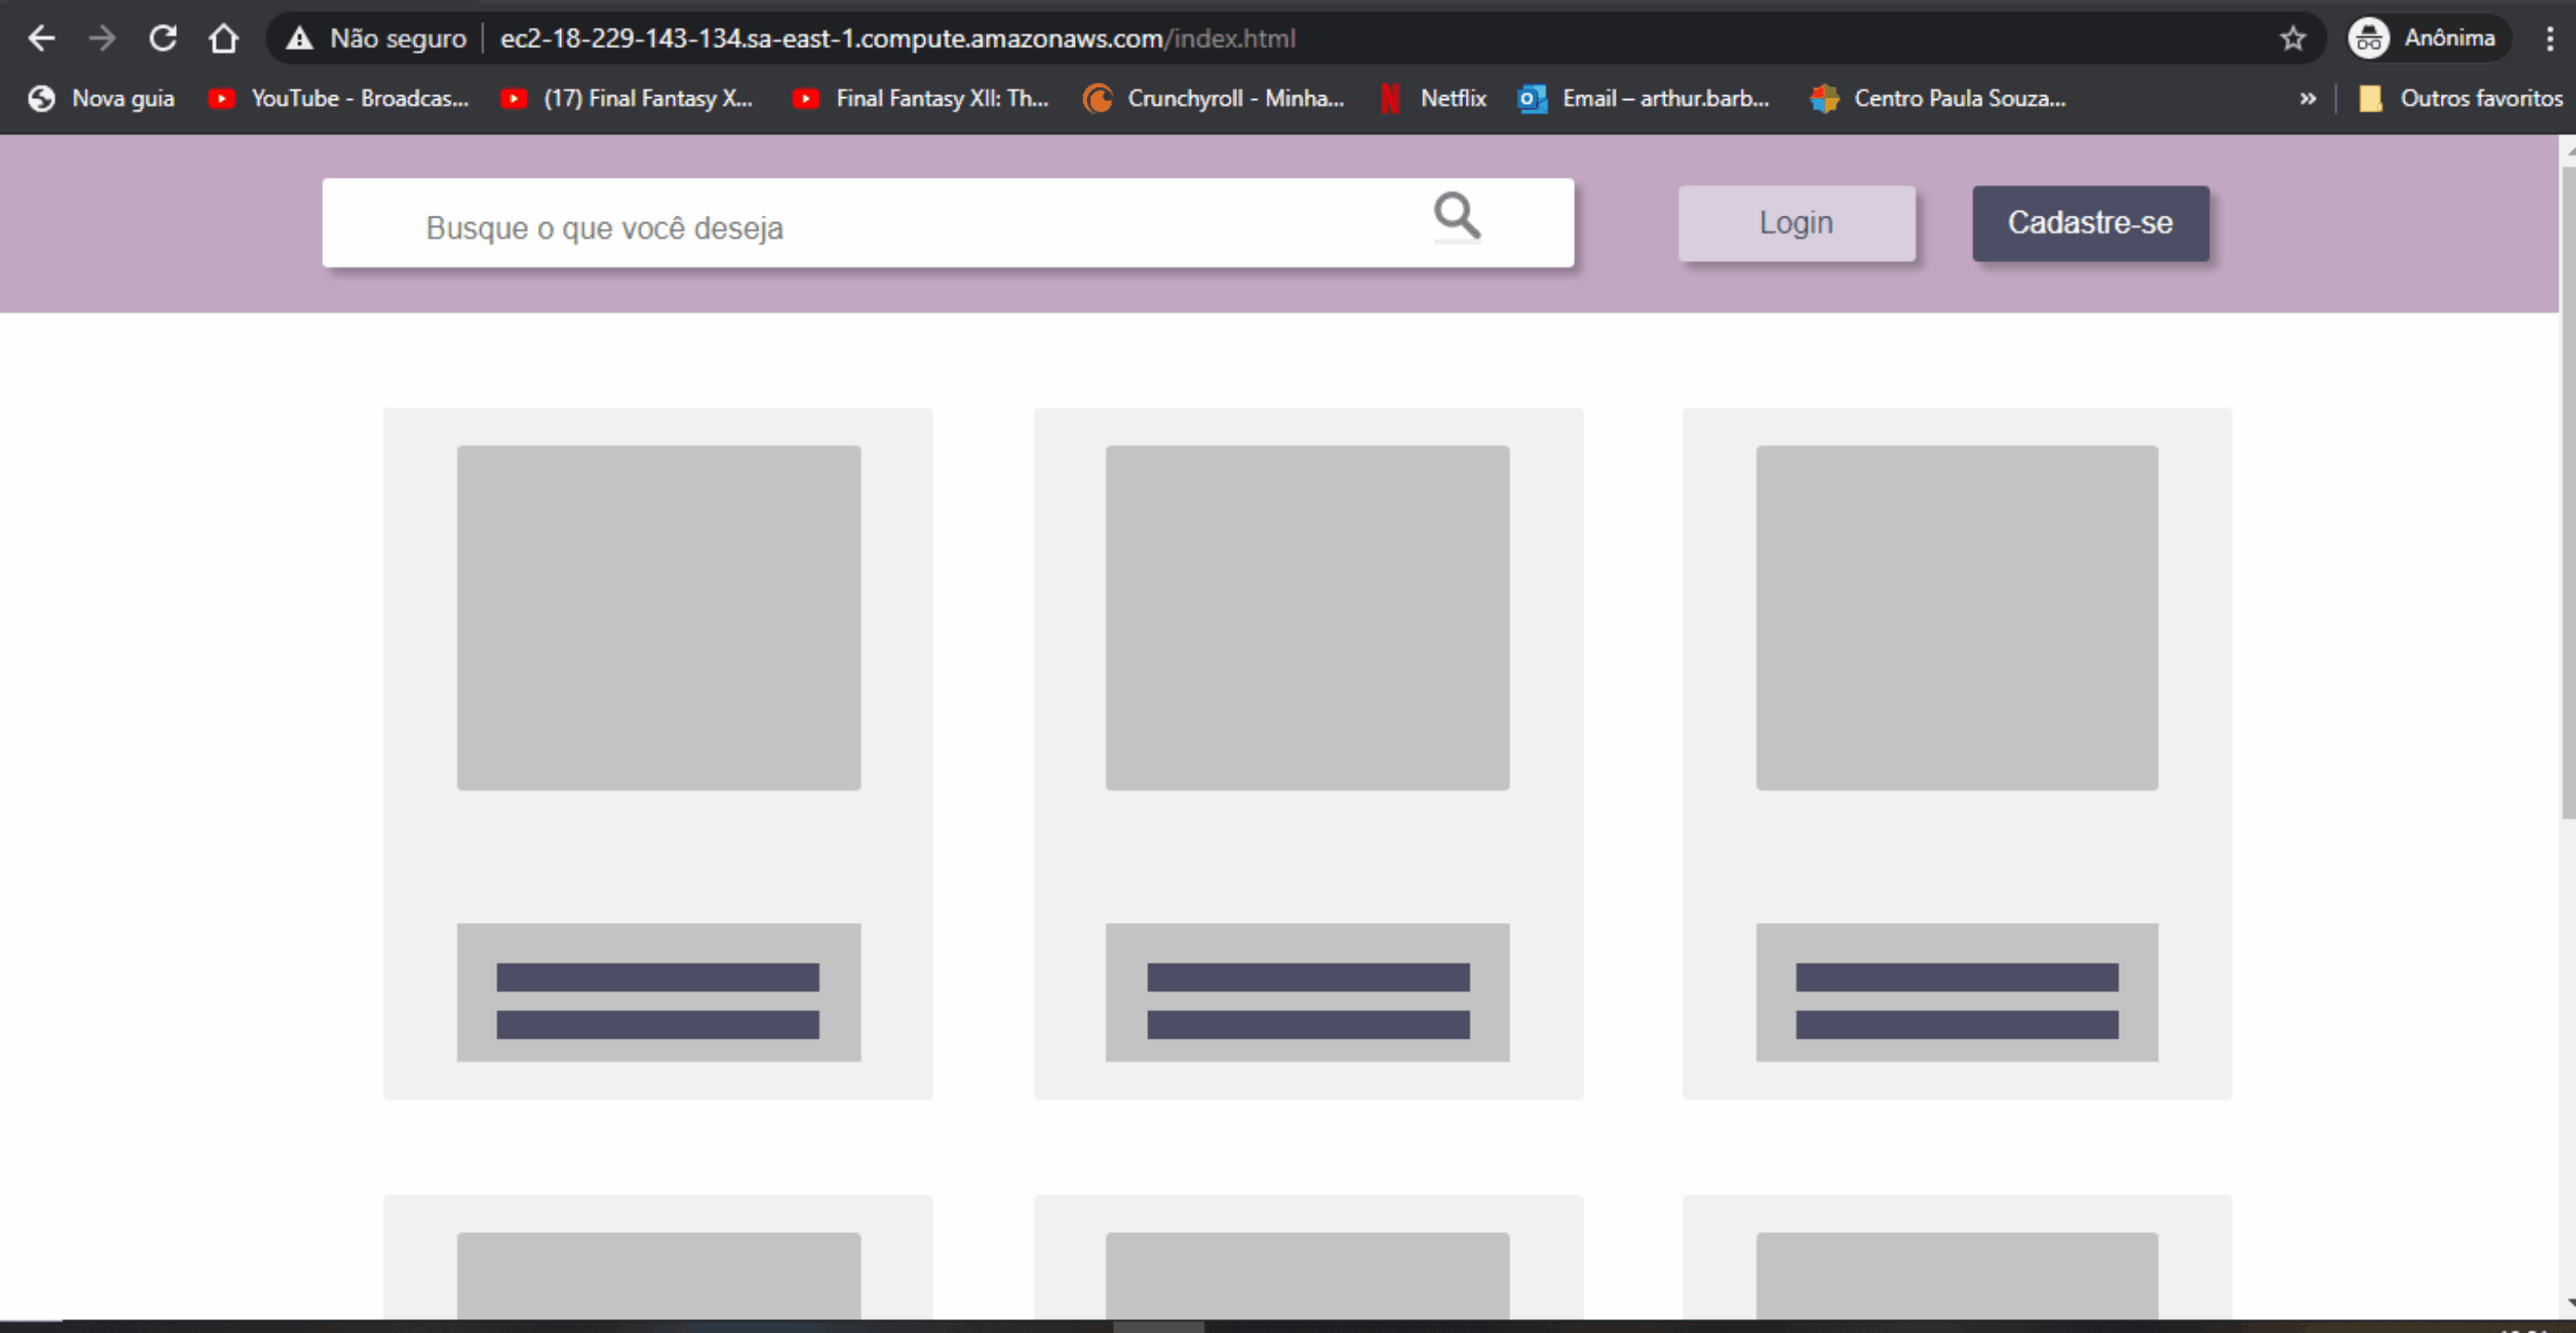 Não seguro ec2-18-229-143-134.sa-east-1.compute.amazonaws.com/index.html Anônima
Nova guia YouTube - Broadcas... (17) Final Fantasy X... Final Fantasy XII: Th... Crunchyroll - Minha... Netflix Email – arthur.barb... Centro Paula Souza... » Outros favoritos
Busque o que você deseja Login Cadastre-se